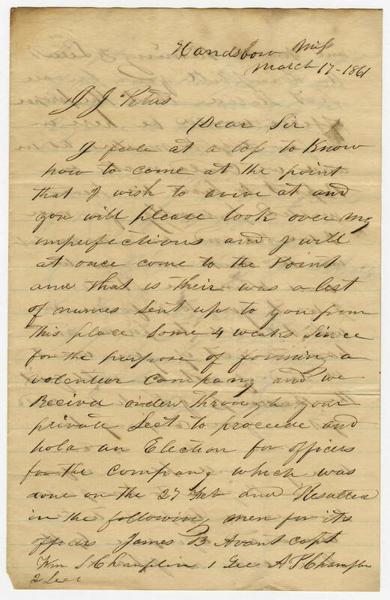 Handsboro Miss
March 17 - 1861
J J Pettus
Dear Sir
I feel at a loss to know
how to come at the point
that I wish to arive at and
you will please look over my
imperfections and I will
at once come to the Point
and that is their was a list
of names sent up to you from
this place some 4 weaks since
for the purpose of forming a
volenteer company and we
Recived orders through your
private Sect to proceede and
hold an Election for officers
for the company which was
done on the 27 Feb and Resulted
in the following men for its
officers James B Avant capt
Wm S Champlin 1 Lee A P Champlin
2 Lee